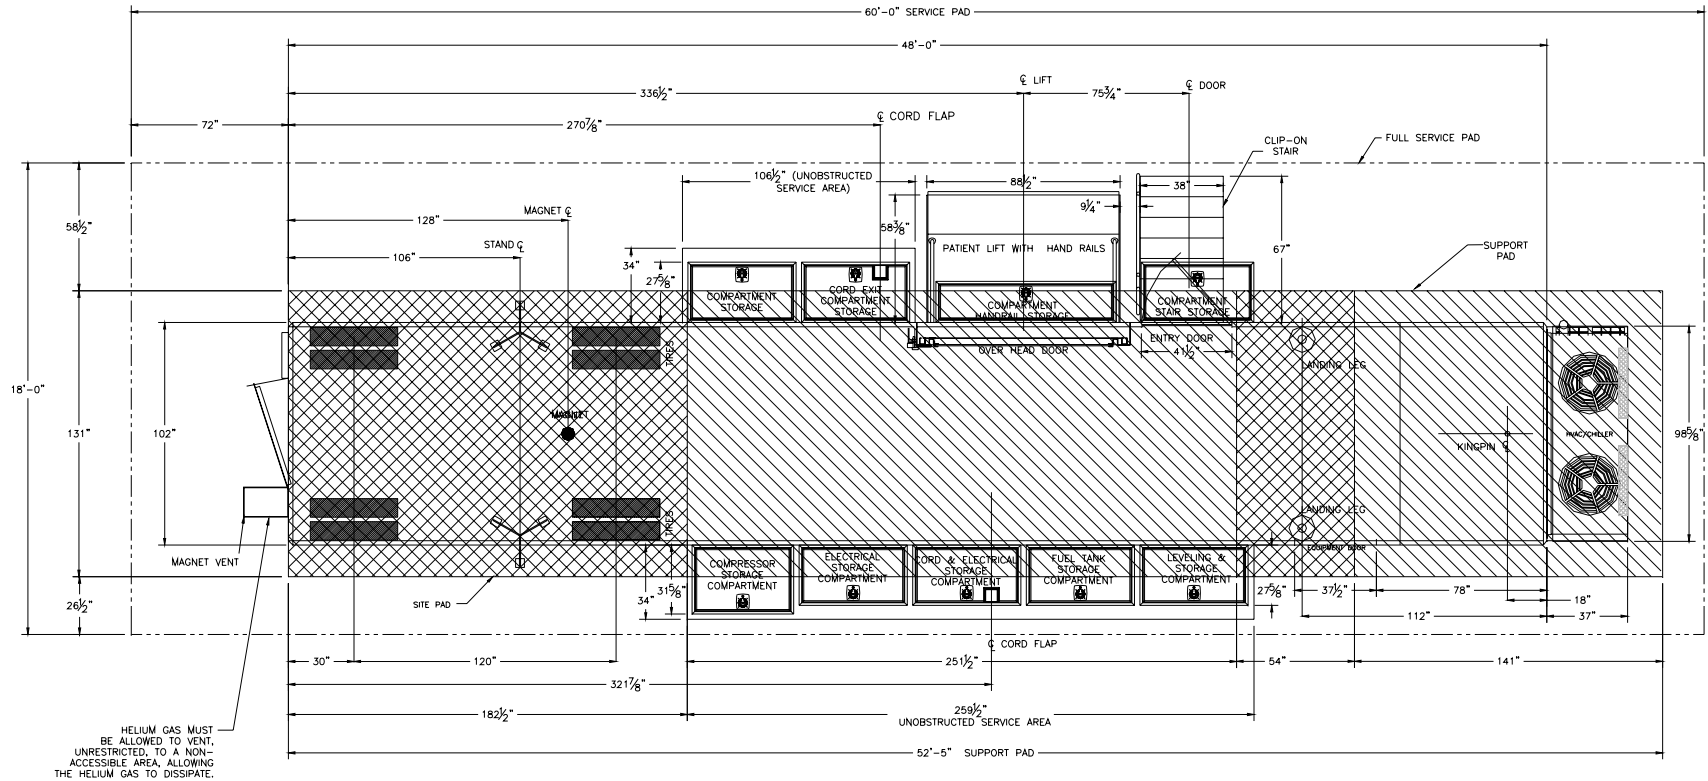 60'-0" SERVICE PAD
48'-0"
℄ LIFT
℄ DOOR
336½"
75¾"
72"
270⅞"
℄ CORD FLAP
CLIP-ON
STAIR
FULL SERVICE PAD
106½" (UNOBSTRUCTED
SERVICE AREA)
88½"
38"
9¼"
58½"
128"
MAGNET ℄
58⅜"
67"
STAND ℄
PATIENT LIFT WITH HAND RAILS
SUPPORT
PAD
106"
34"
27⅝"
COMPARTMENT
STORAGE
CORD EXIT
COMPARTMENT
STORAGE
COMPARTMENT
HANDRAIL STORAGE
COMPARTMENT
STAIR STORAGE
TIRES
OVER HEAD DOOR
ENTRY DOOR
41½"
LANDING LEG
18'-0"
131"
102"
MAGNET
KINGPIN ℄
HVAC/CHILLER
98⅝"
TIRES
LANDING LEG
EQUIPMENT DOOR
MAGNET VENT
COMPRESSOR
STORAGE
COMPARTMENT
ELECTRICAL
STORAGE
COMPARTMENT
CORD & ELECTRICAL
STORAGE
COMPARTMENT
FUEL TANK
STORAGE
COMPARTMENT
LEVELING &
STORAGE
COMPARTMENT
26½"
SITE PAD
34"
31⅝"
27⅝"
37½"
78"
18"
112"
37"
℄ CORD FLAP
30"
120"
251½"
54"
141"
321⅞"
182½"
259½"
UNOBSTRUCTED SERVICE AREA
HELIUM GAS MUST
BE ALLOWED TO VENT,
UNRESTRICTED, TO A NON-
ACCESSIBLE AREA, ALLOWING
THE HELIUM GAS TO DISSIPATE.
52'-5" SUPPORT PAD